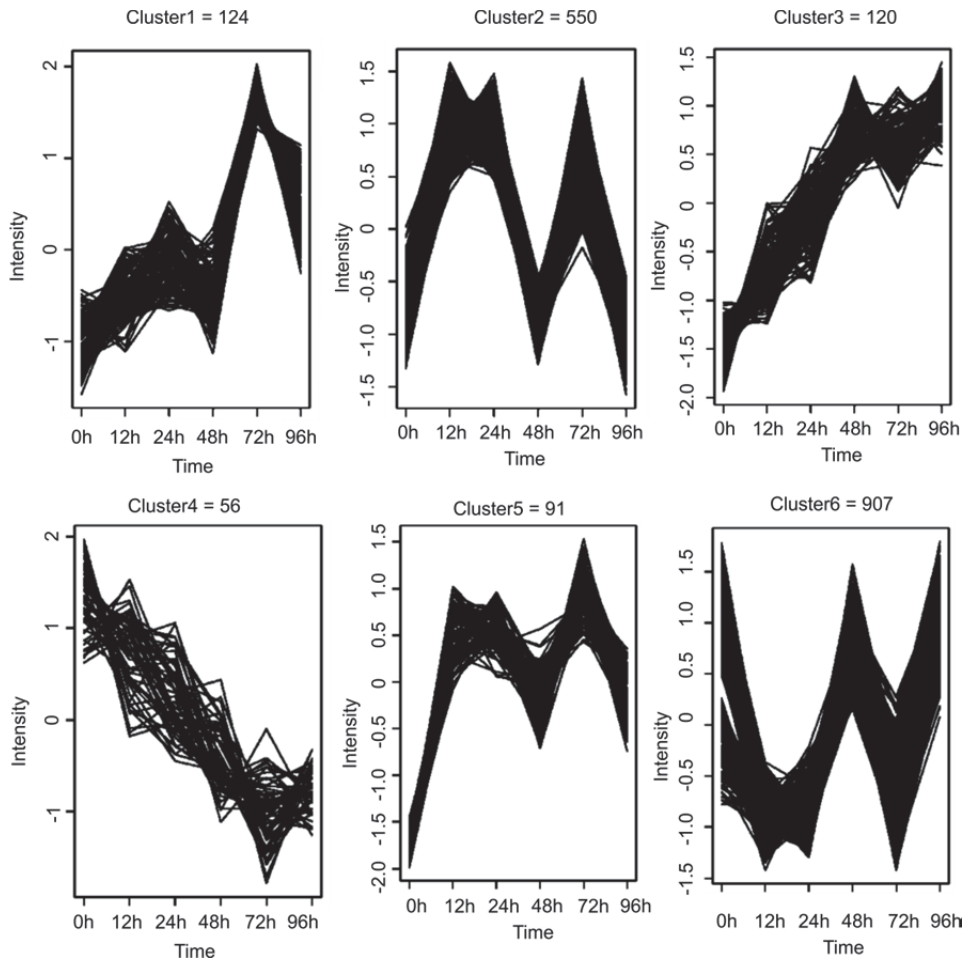 Cluster1 = 124
Intensity
2
1
0
-1
0h 12h 24h 48h 72h 96h
Time
Cluster2 = 550
Intensity
1.5
1.0
0.5
0
-0.5
-1.0
-1.5
0h 12h 24h 48h 72h 96h
Time
Cluster3 = 120
Intensity
1.5
1.0
0.5
0
-0.5
-1.0
-1.5
-2.0
0h 12h 24h 48h 72h 96h
Time
Cluster4 = 56
Intensity
2
1
0
-1
0h 12h 24h 48h 72h 96h
Time
Cluster5 = 91
Intensity
1.5
1.0
0.5
0
-0.5
-1.0
-1.5
-2.0
0h 12h 24h 48h 72h 96h
Time
Cluster6 = 907
Intensity
1.5
1.0
0.5
0
-0.5
-1.0
-1.5
0h 12h 24h 48h 72h 96h
Time